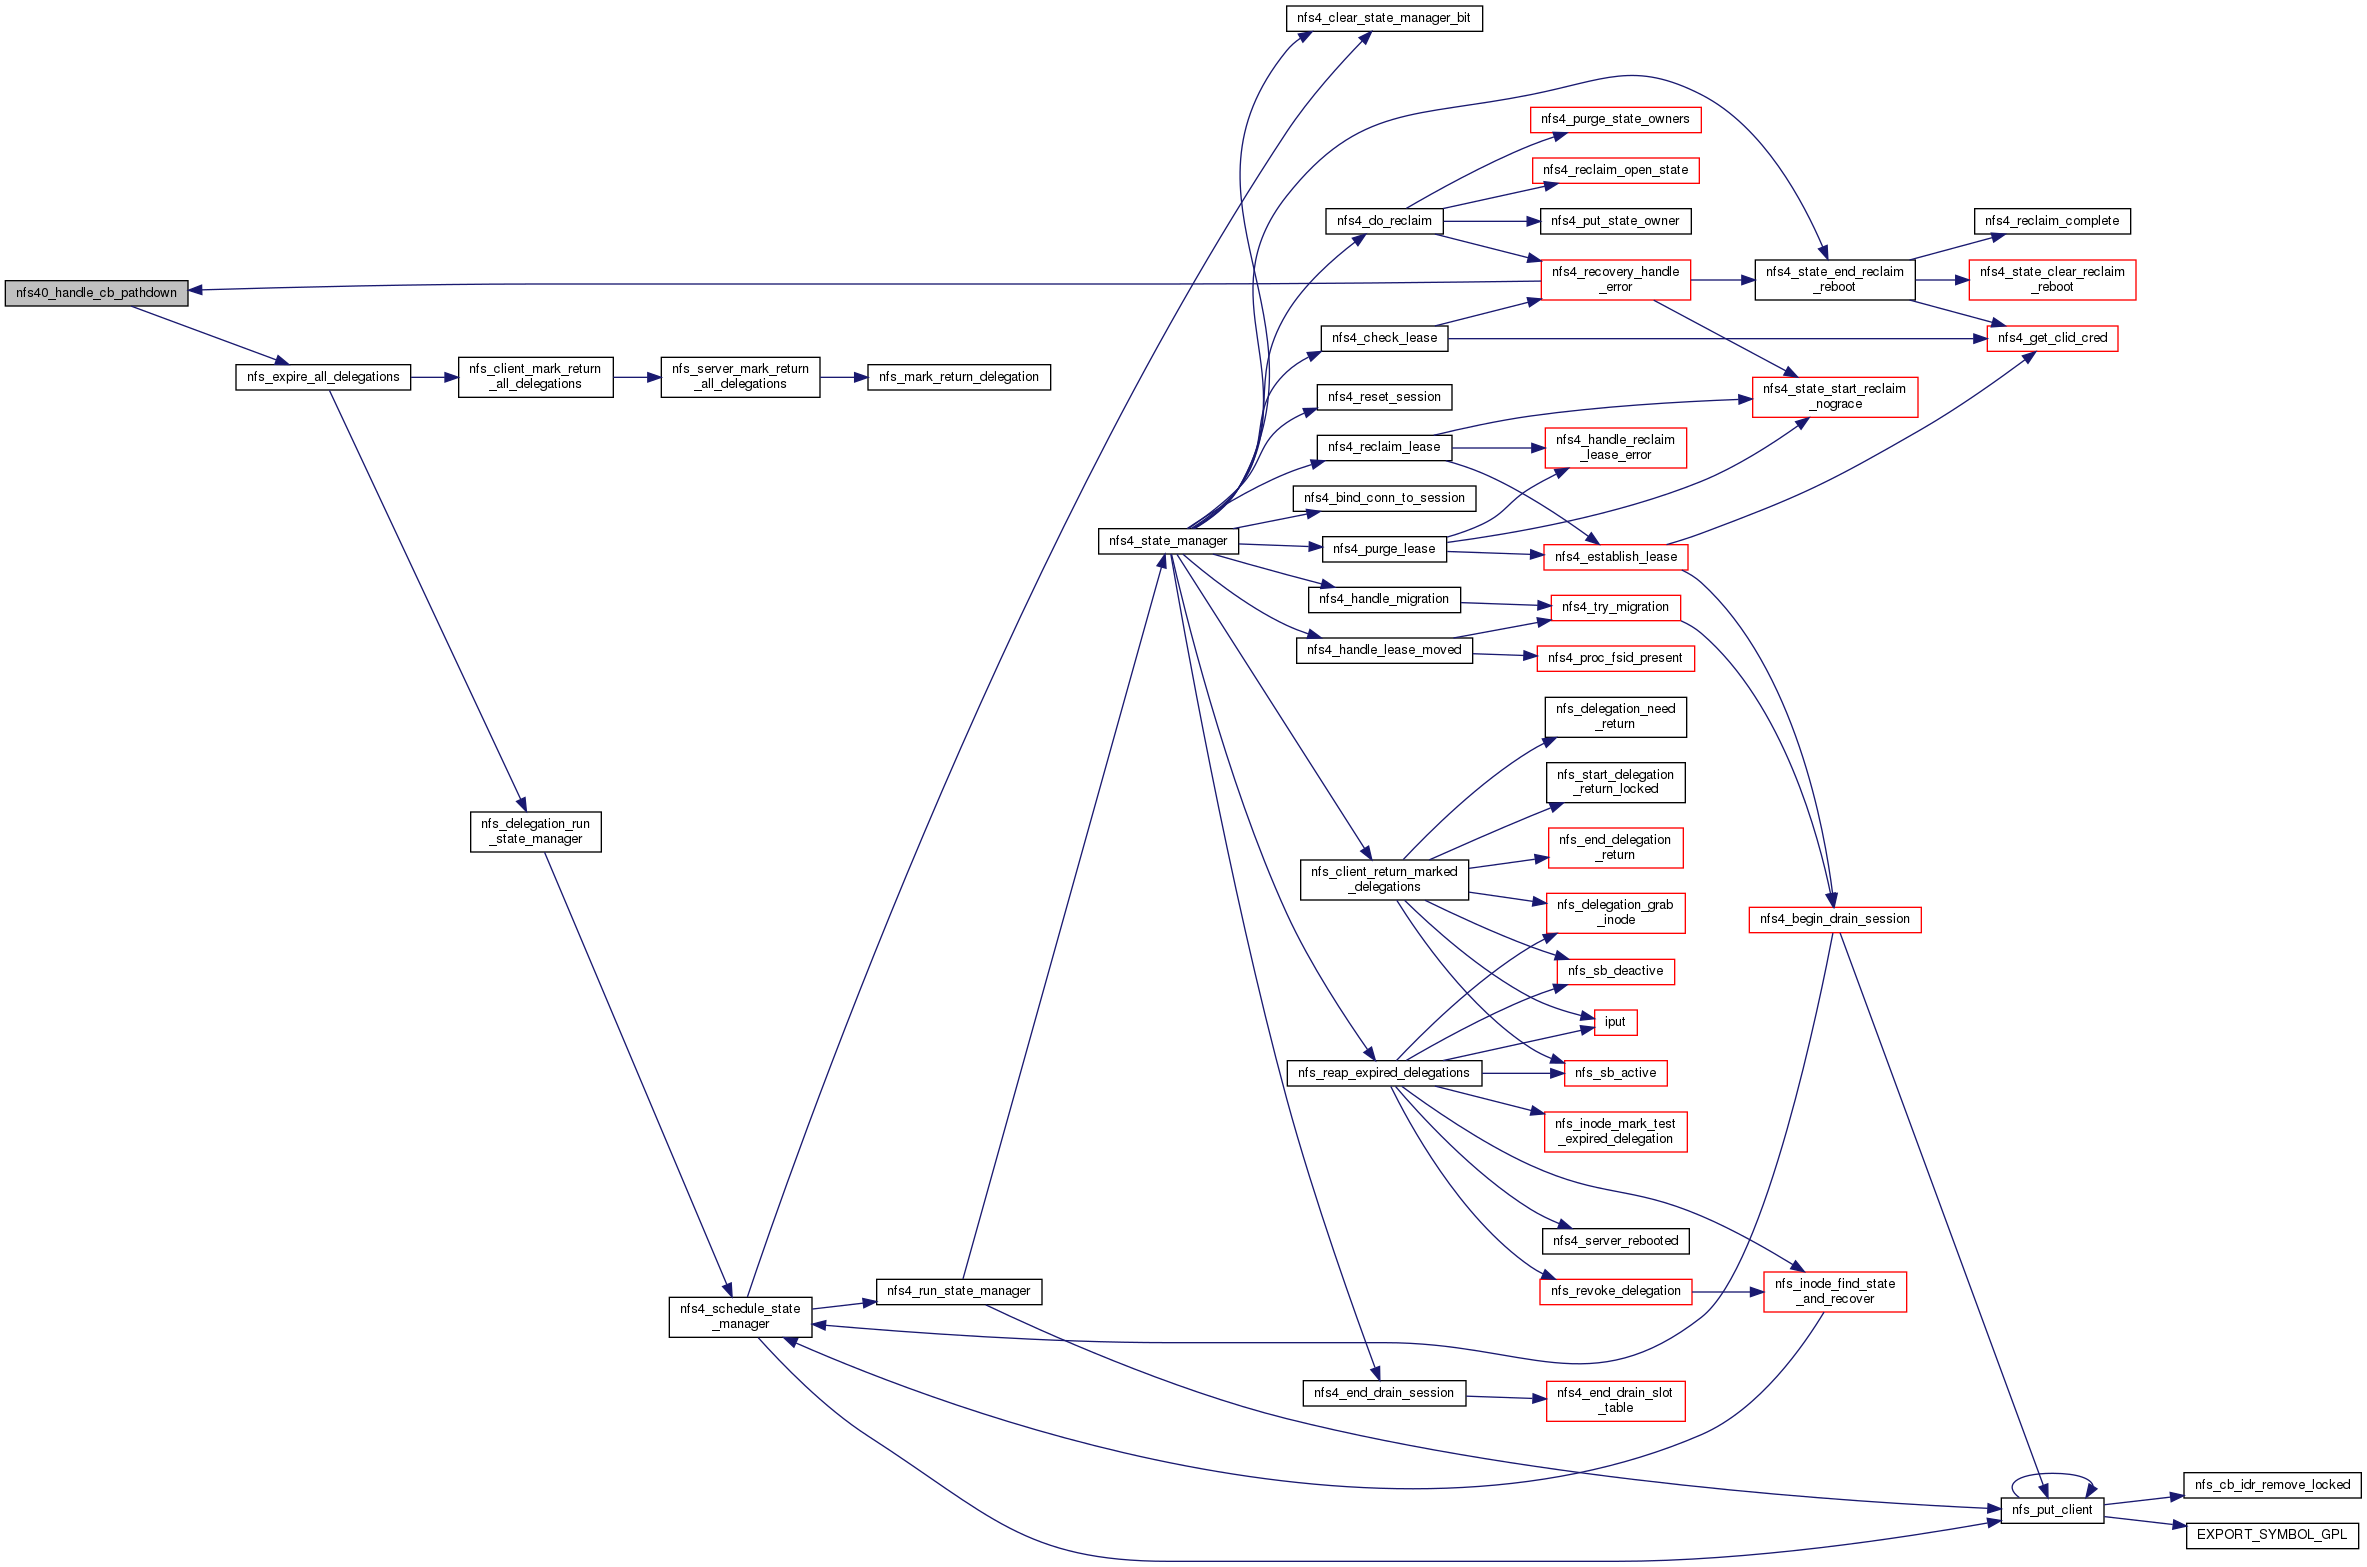 nfs4_clear_state_manager_bit
nfs4_purge_state_owners
nfs4_reclaim_open_state
nfs4_do_reclaim
nfs4_put_state_owner
nfs4_reclaim_complete
nfs40_handle_cb_pathdown
nfs4_recovery_handle
_error
nfs4_state_end_reclaim
_reboot
nfs4_state_clear_reclaim
_reboot
nfs4_check_lease
nfs4_get_clid_cred
nfs_expire_all_delegations
nfs_client_mark_return
_all_delegations
nfs_server_mark_return
_all_delegations
nfs_mark_return_delegation
nfs4_reset_session
nfs4_state_start_reclaim
_nograce
nfs4_reclaim_lease
nfs4_handle_reclaim
_lease_error
nfs4_bind_conn_to_session
nfs4_state_manager
nfs4_purge_lease
nfs4_establish_lease
nfs4_handle_migration
nfs4_try_migration
nfs4_handle_lease_moved
nfs4_proc_fsid_present
nfs_delegation_need
_return
nfs_start_delegation
_return_locked
nfs_delegation_run
_state_manager
nfs_end_delegation
_return
nfs_client_return_marked
_delegations
nfs_delegation_grab
_inode
nfs4_begin_drain_session
nfs_sb_deactive
iput
nfs_reap_expired_delegations
nfs_sb_active
nfs_inode_mark_test
_expired_delegation
nfs4_server_rebooted
nfs4_run_state_manager
nfs_revoke_delegation
nfs_inode_find_state
_and_recover
nfs4_schedule_state
_manager
nfs4_end_drain_session
nfs4_end_drain_slot
_table
nfs_cb_idr_remove_locked
nfs_put_client
EXPORT_SYMBOL_GPL